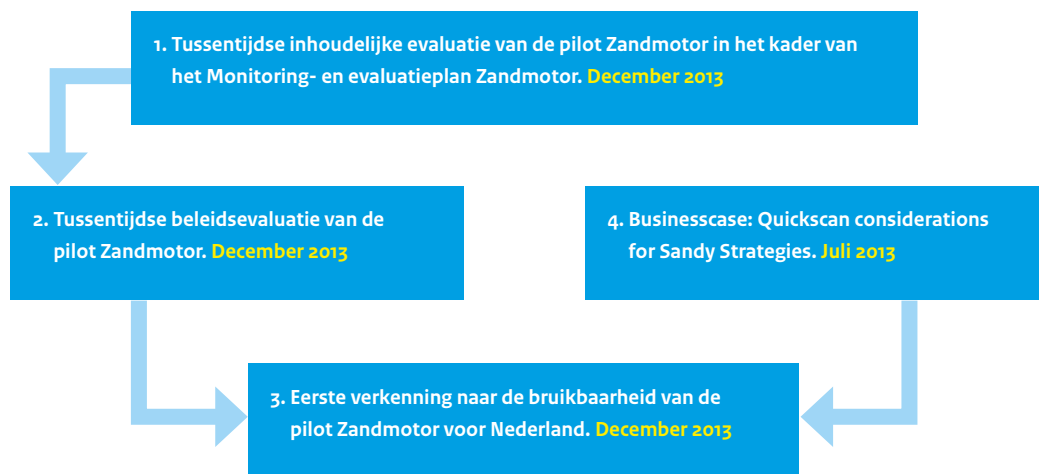 1. Tussentijdse inhoudelijke evaluatie van de pilot Zandmotor in het kader van
het Monitoring- en evaluatieplan Zandmotor. December 2013
2. Tussentijdse beleidsevaluatie van de
pilot Zandmotor. December 2013
4. Businesscase: Quickscan considerations
for Sandy Strategies. Juli 2013
3. Eerste verkenning naar de bruikbaarheid van de
pilot Zandmotor voor Nederland. December 2013